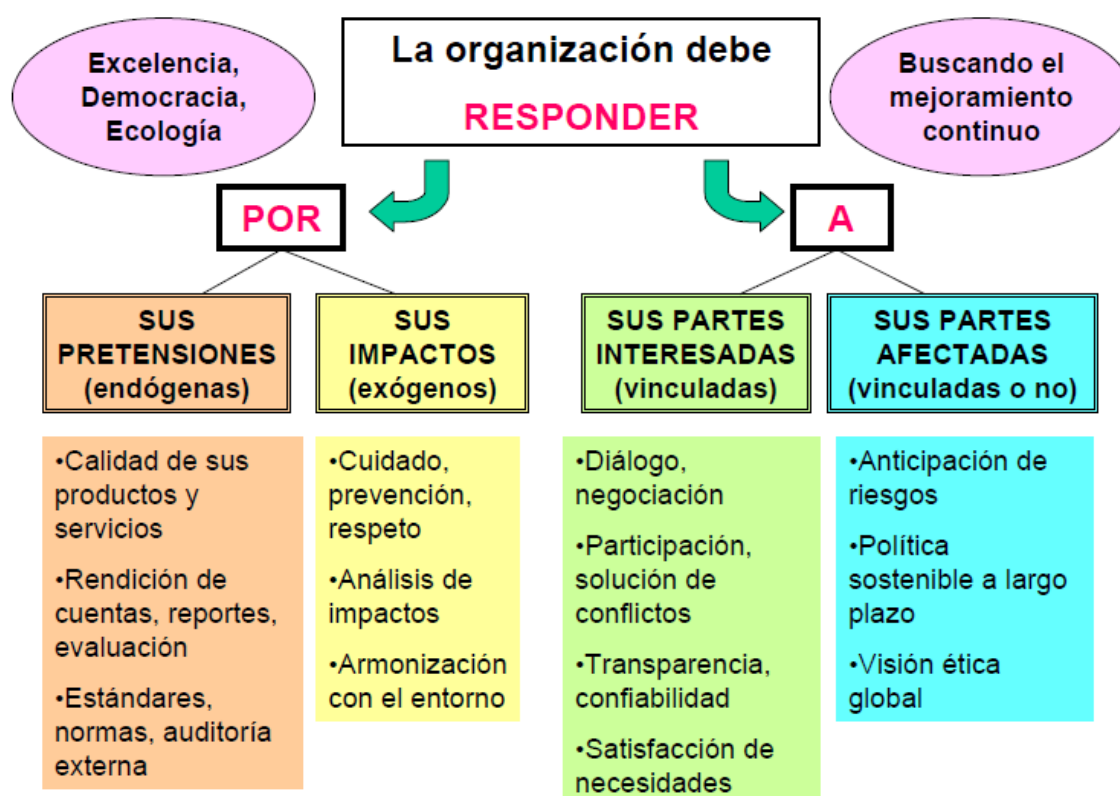 Excelencia,
Democracia,
Ecología
La organización debe
RESPONDER
Buscando el
mejoramiento
continuo
POR
A
SUS
PRETENSIONES
(endógenas)
SUS
IMPACTOS
(exógenos)
SUS PARTES
INTERESADAS
(vinculadas)
SUS PARTES
AFECTADAS
(vinculadas o no)
•Calidad de sus
productos y
servicios
•Rendición de
cuentas, reportes,
evaluación
•Estándares,
normas, auditoría
externa
•Cuidado,
prevención,
respeto
•Análisis de
impactos
•Armonización
con el entorno
•Diálogo,
negociación
•Participación,
solución de
conflictos
•Transparencia,
confiabilidad
•Satisfacción de
necesidades
•Anticipación de
riesgos
•Política
sostenible a largo
plazo
•Visión ética
global